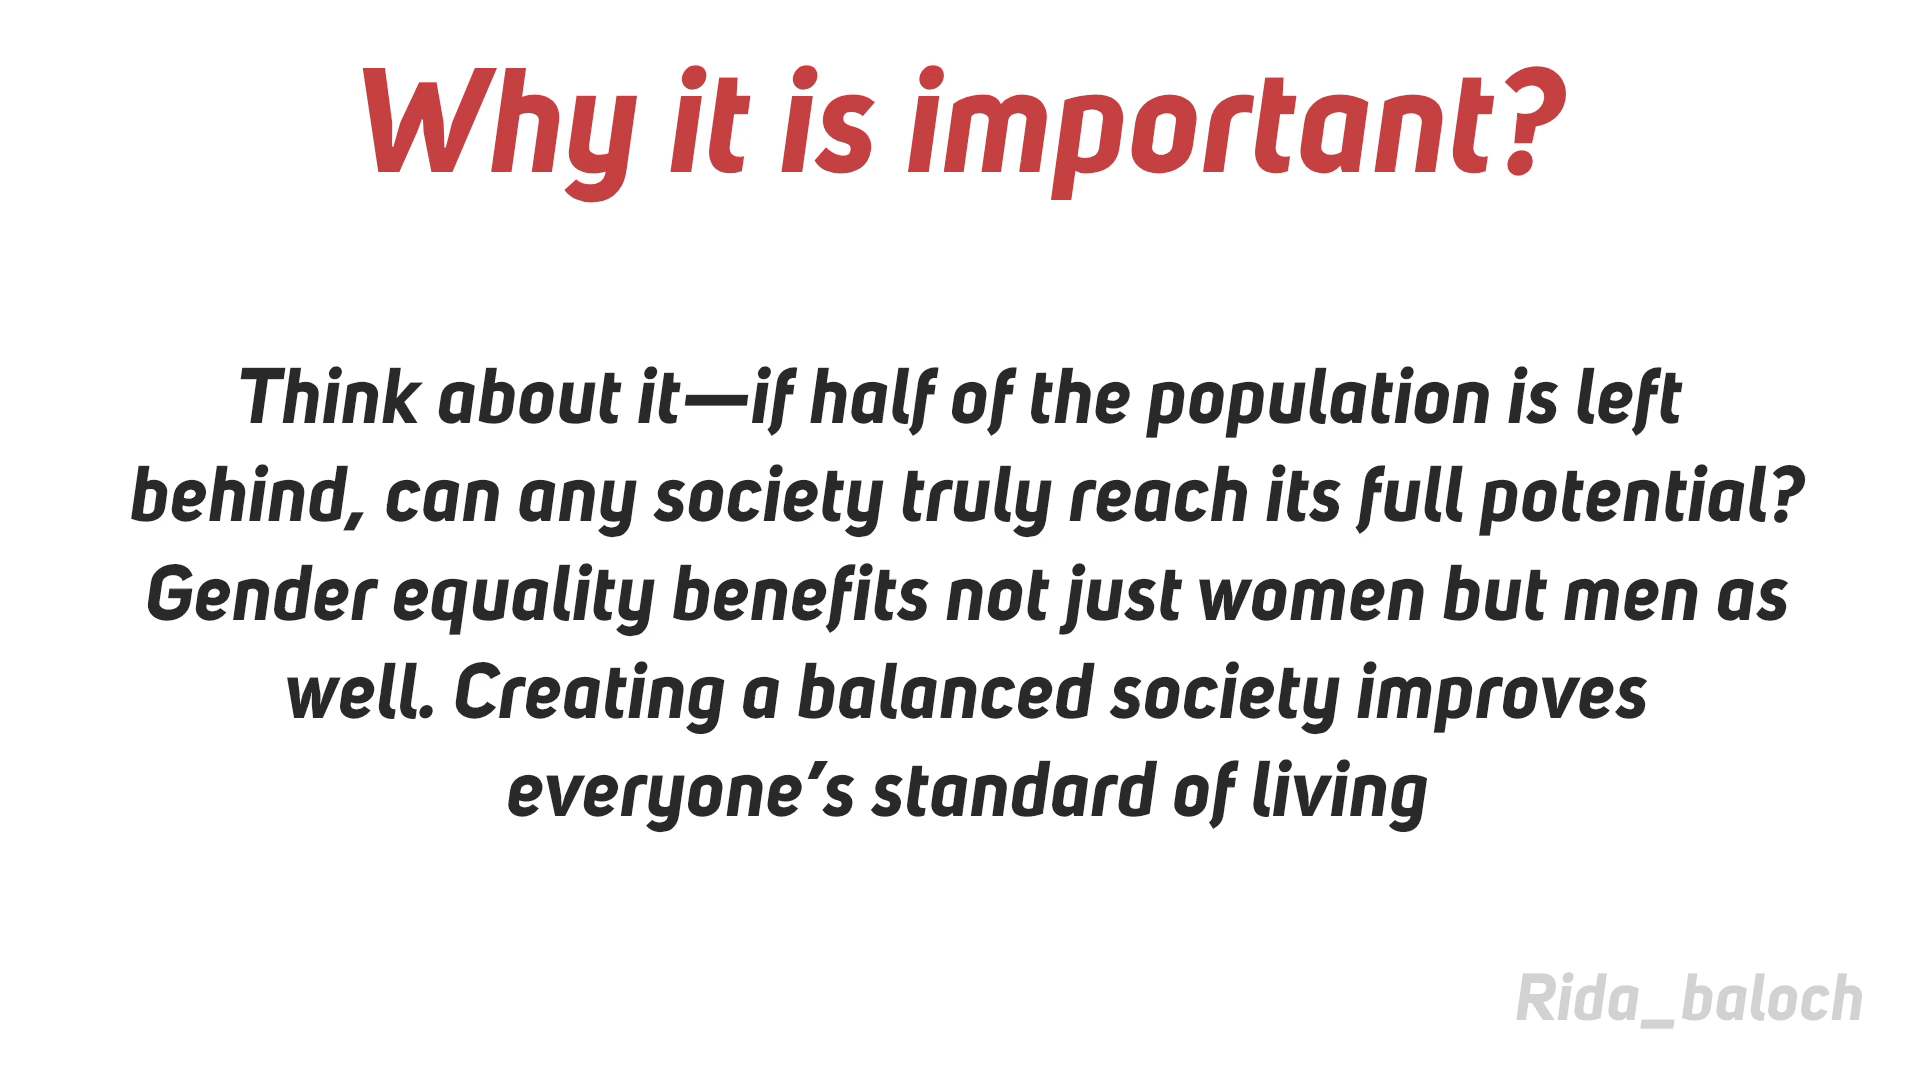 Why it is important?
Think about it—if half of the population is left
behind, can any society truly reach its full potential?
Gender equality benefits not just women but men as
well. Creating a balanced society improves
everyone’s standard of living
Rida_baloch